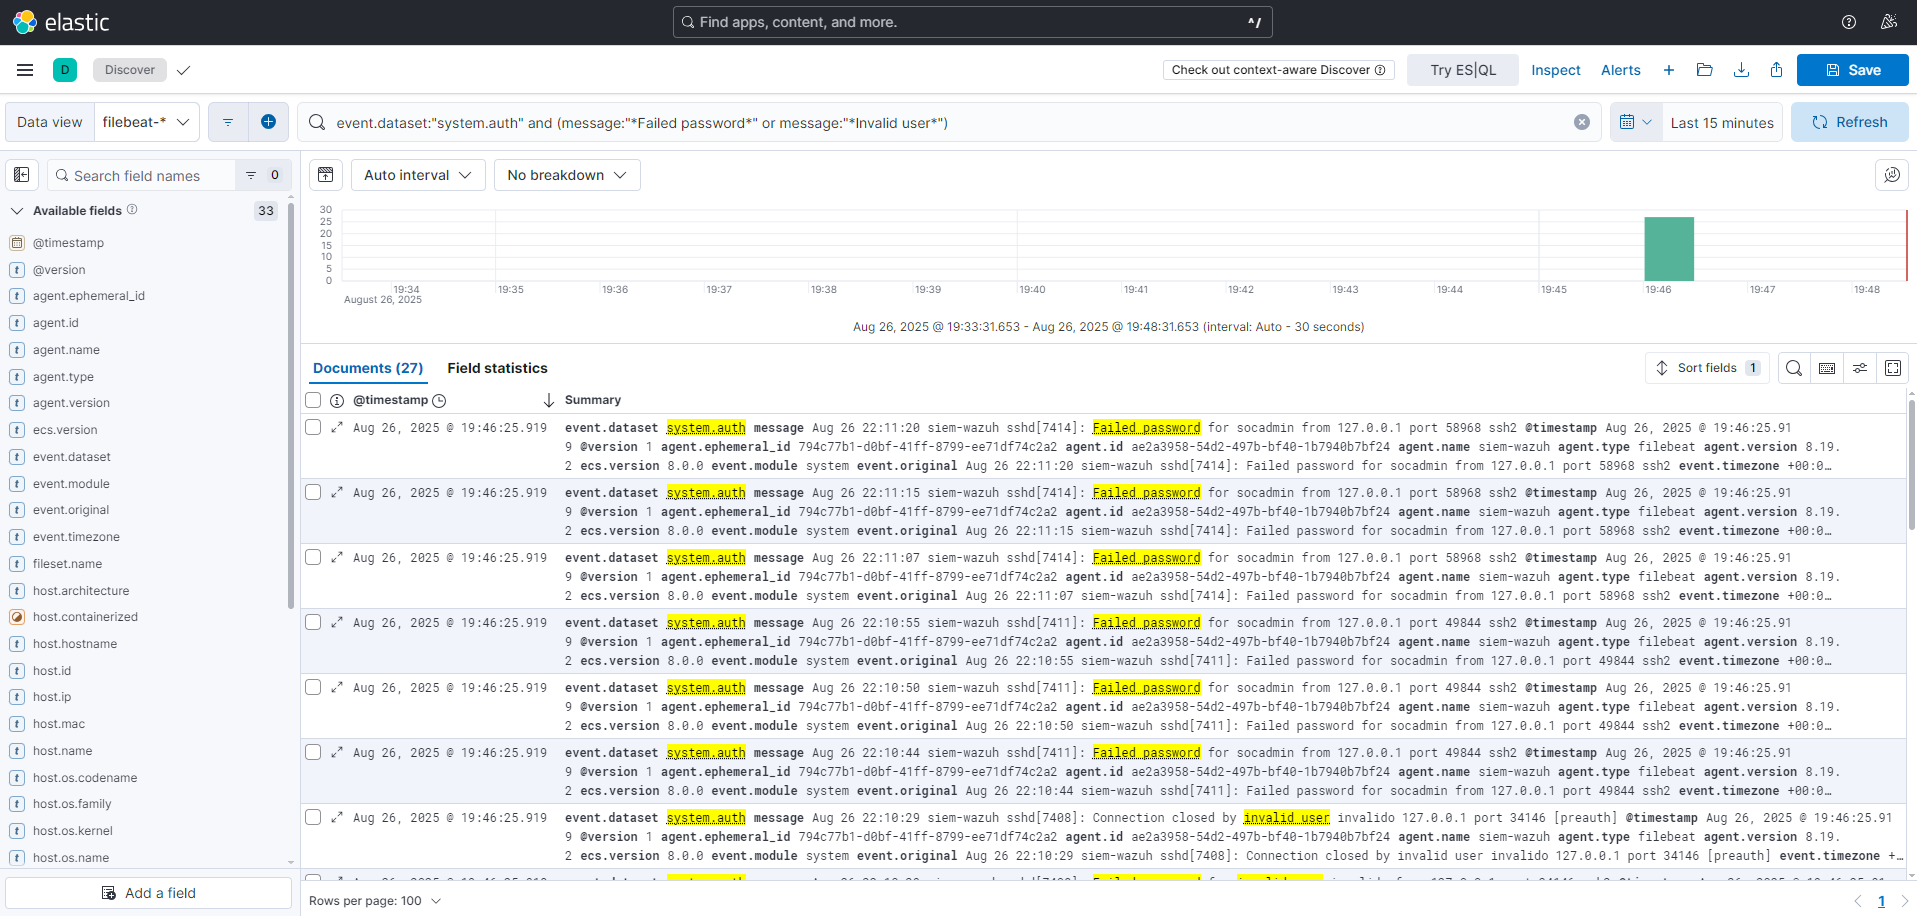 elastic
Find apps, content, and more.
^/
D
Discover
Check out context-aware Discover
Try ES|QL
Inspect
Alerts
Save
Data view
filebeat-*
event.dataset:"system.auth" and (message:"*Failed password*" or message:"*Invalid user*")
Last 15 minutes
Refresh
Search field names
0
Auto interval
No breakdown
Available fields
33
@timestamp
@version
agent.ephemeral_id
agent.id
agent.name
agent.type
agent.version
ecs.version
event.dataset
event.module
event.original
event.timezone
fileset.name
host.architecture
host.containerized
host.hostname
host.id
host.ip
host.mac
host.name
host.os.codename
host.os.family
host.os.kernel
host.os.name
Add a field
30
25
20
15
10
5
0
19:34
19:35
19:36
19:37
19:38
19:39
19:40
19:41
19:42
19:43
19:44
19:45
19:46
19:47
19:48
August 26, 2025
Aug 26, 2025 @ 19:33:31.653 - Aug 26, 2025 @ 19:48:31.653 (interval: Auto - 30 seconds)
Documents (27)
Field statistics
Sort fields 1
@timestamp
Summary
Aug 26, 2025 @ 19:46:25.919 event.dataset system.auth message Aug 26 22:11:20 siem-wazuh sshd[7414]: Failed password for socadmin from 127.0.0.1 port 58968 ssh2 @timestamp Aug 26, 2025 @ 19:46:25.91
9 @version 1 agent.ephemeral_id 794c77b1-d0bf-41ff-8799-ee71df74c2a2 agent.id ae2a3958-54d2-497b-bf40-1b7940b7bf24 agent.name siem-wazuh agent.type filebeat agent.version 8.19.
2 ecs.version 8.0.0 event.module system event.original Aug 26 22:11:20 siem-wazuh sshd[7414]: Failed password for socadmin from 127.0.0.1 port 58968 ssh2 event.timezone +00:0…
Aug 26, 2025 @ 19:46:25.919 event.dataset system.auth message Aug 26 22:11:15 siem-wazuh sshd[7414]: Failed password for socadmin from 127.0.0.1 port 58968 ssh2 @timestamp Aug 26, 2025 @ 19:46:25.91
9 @version 1 agent.ephemeral_id 794c77b1-d0bf-41ff-8799-ee71df74c2a2 agent.id ae2a3958-54d2-497b-bf40-1b7940b7bf24 agent.name siem-wazuh agent.type filebeat agent.version 8.19.
2 ecs.version 8.0.0 event.module system event.original Aug 26 22:11:15 siem-wazuh sshd[7414]: Failed password for socadmin from 127.0.0.1 port 58968 ssh2 event.timezone +00:0…
Aug 26, 2025 @ 19:46:25.919 event.dataset system.auth message Aug 26 22:11:07 siem-wazuh sshd[7414]: Failed password for socadmin from 127.0.0.1 port 58968 ssh2 @timestamp Aug 26, 2025 @ 19:46:25.91
9 @version 1 agent.ephemeral_id 794c77b1-d0bf-41ff-8799-ee71df74c2a2 agent.id ae2a3958-54d2-497b-bf40-1b7940b7bf24 agent.name siem-wazuh agent.type filebeat agent.version 8.19.
2 ecs.version 8.0.0 event.module system event.original Aug 26 22:11:07 siem-wazuh sshd[7414]: Failed password for socadmin from 127.0.0.1 port 58968 ssh2 event.timezone +00:0…
Aug 26, 2025 @ 19:46:25.919 event.dataset system.auth message Aug 26 22:10:55 siem-wazuh sshd[7411]: Failed password for socadmin from 127.0.0.1 port 49844 ssh2 @timestamp Aug 26, 2025 @ 19:46:25.91
9 @version 1 agent.ephemeral_id 794c77b1-d0bf-41ff-8799-ee71df74c2a2 agent.id ae2a3958-54d2-497b-bf40-1b7940b7bf24 agent.name siem-wazuh agent.type filebeat agent.version 8.19.
2 ecs.version 8.0.0 event.module system event.original Aug 26 22:10:55 siem-wazuh sshd[7411]: Failed password for socadmin from 127.0.0.1 port 49844 ssh2 event.timezone +00:0…
Aug 26, 2025 @ 19:46:25.919 event.dataset system.auth message Aug 26 22:10:50 siem-wazuh sshd[7411]: Failed password for socadmin from 127.0.0.1 port 49844 ssh2 @timestamp Aug 26, 2025 @ 19:46:25.91
9 @version 1 agent.ephemeral_id 794c77b1-d0bf-41ff-8799-ee71df74c2a2 agent.id ae2a3958-54d2-497b-bf40-1b7940b7bf24 agent.name siem-wazuh agent.type filebeat agent.version 8.19.
2 ecs.version 8.0.0 event.module system event.original Aug 26 22:10:50 siem-wazuh sshd[7411]: Failed password for socadmin from 127.0.0.1 port 49844 ssh2 event.timezone +00:0…
Aug 26, 2025 @ 19:46:25.919 event.dataset system.auth message Aug 26 22:10:44 siem-wazuh sshd[7411]: Failed password for socadmin from 127.0.0.1 port 49844 ssh2 @timestamp Aug 26, 2025 @ 19:46:25.91
9 @version 1 agent.ephemeral_id 794c77b1-d0bf-41ff-8799-ee71df74c2a2 agent.id ae2a3958-54d2-497b-bf40-1b7940b7bf24 agent.name siem-wazuh agent.type filebeat agent.version 8.19.
2 ecs.version 8.0.0 event.module system event.original Aug 26 22:10:44 siem-wazuh sshd[7411]: Failed password for socadmin from 127.0.0.1 port 49844 ssh2 event.timezone +00:0…
Aug 26, 2025 @ 19:46:25.919 event.dataset system.auth message Aug 26 22:10:29 siem-wazuh sshd[7408]: Connection closed by invalid user invalido 127.0.0.1 port 34146 [preauth] @timestamp Aug 26, 2025 @ 19:46:25.91
9 @version 1 agent.ephemeral_id 794c77b1-d0bf-41ff-8799-ee71df74c2a2 agent.id ae2a3958-54d2-497b-bf40-1b7940b7bf24 agent.name siem-wazuh agent.type filebeat agent.version 8.19.
2 ecs.version 8.0.0 event.module system event.original Aug 26 22:10:29 siem-wazuh sshd[7408]: Connection closed by invalid user invalido 127.0.0.1 port 34146 [preauth] event.timezone +…
Rows per page: 100
1